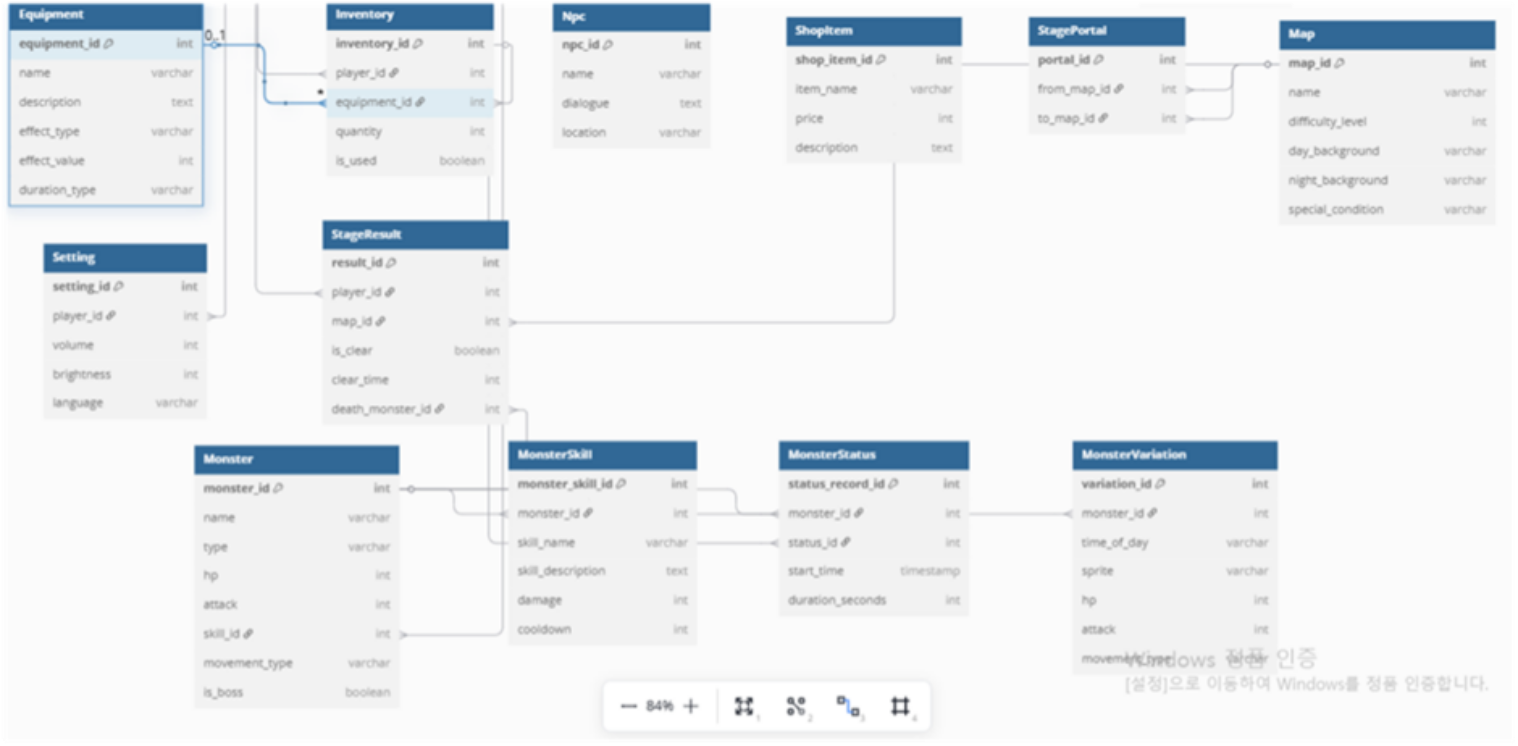 Equipment
equipment_id int
name varchar
description text
effect_type varchar
effect_value int
duration_type varchar
0..1
*
Inventory
inventory_id int
player_id int
equipment_id int
quantity int
is_used boolean
Npc
npc_id int
name varchar
dialogue text
location varchar
ShopItem
shop_item_id int
item_name varchar
price int
description text
StagePortal
portal_id int
from_map_id int
to_map_id int
Map
map_id int
name varchar
difficulty_level int
day_background varchar
night_background varchar
special_condition varchar
Setting
setting_id int
player_id int
volume int
brightness int
language varchar
StageResult
result_id int
player_id int
map_id int
is_clear boolean
clear_time int
death_monster_id int
Monster
monster_id int
name varchar
type varchar
hp int
attack int
skill_id int
movement_type varchar
is_boss boolean
MonsterSkill
monster_skill_id int
monster_id int
skill_name varchar
skill_description text
damage int
cooldown int
MonsterStatus
status_record_id int
monster_id int
status_id int
start_time timestamp
duration_seconds int
MonsterVariation
variation_id int
monster_id int
time_of_day varchar
sprite varchar
hp int
attack int
movement_type varchar
Windows 정품 인증
[설정]으로 이동하여 Windows를 정품 인증합니다.
84%
1
2
3
4